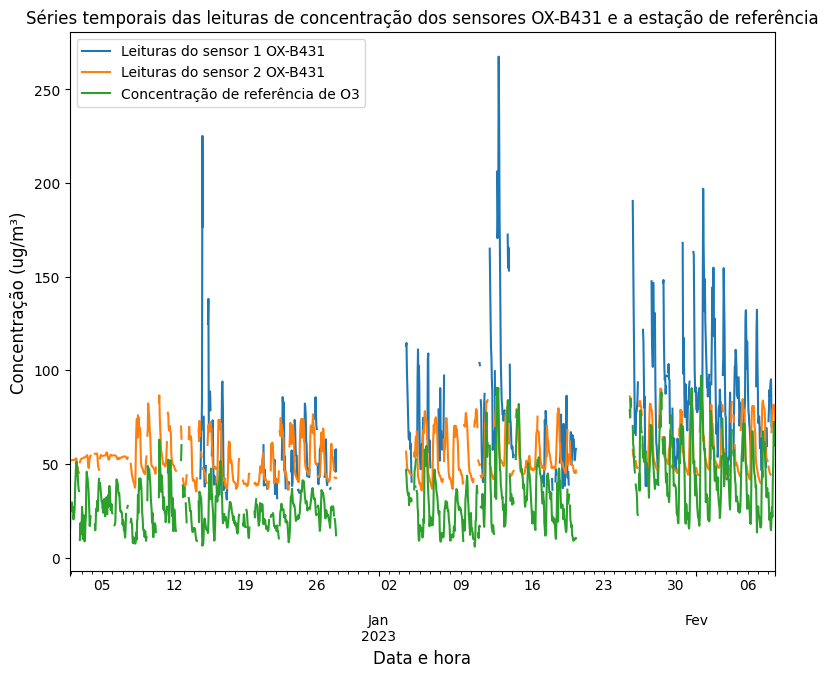 Séries temporais das leituras de concentração dos sensores OX-B431 e a estação de referência
Leituras do sensor 1 OX-B431
Leituras do sensor 2 OX-B431
Concentração de referência de O3
Concentração (ug/m³)
250
200
150
100
50
0
05 12 19 26 02 09 16 23 30 06
Jan Fev
2023
Data e hora